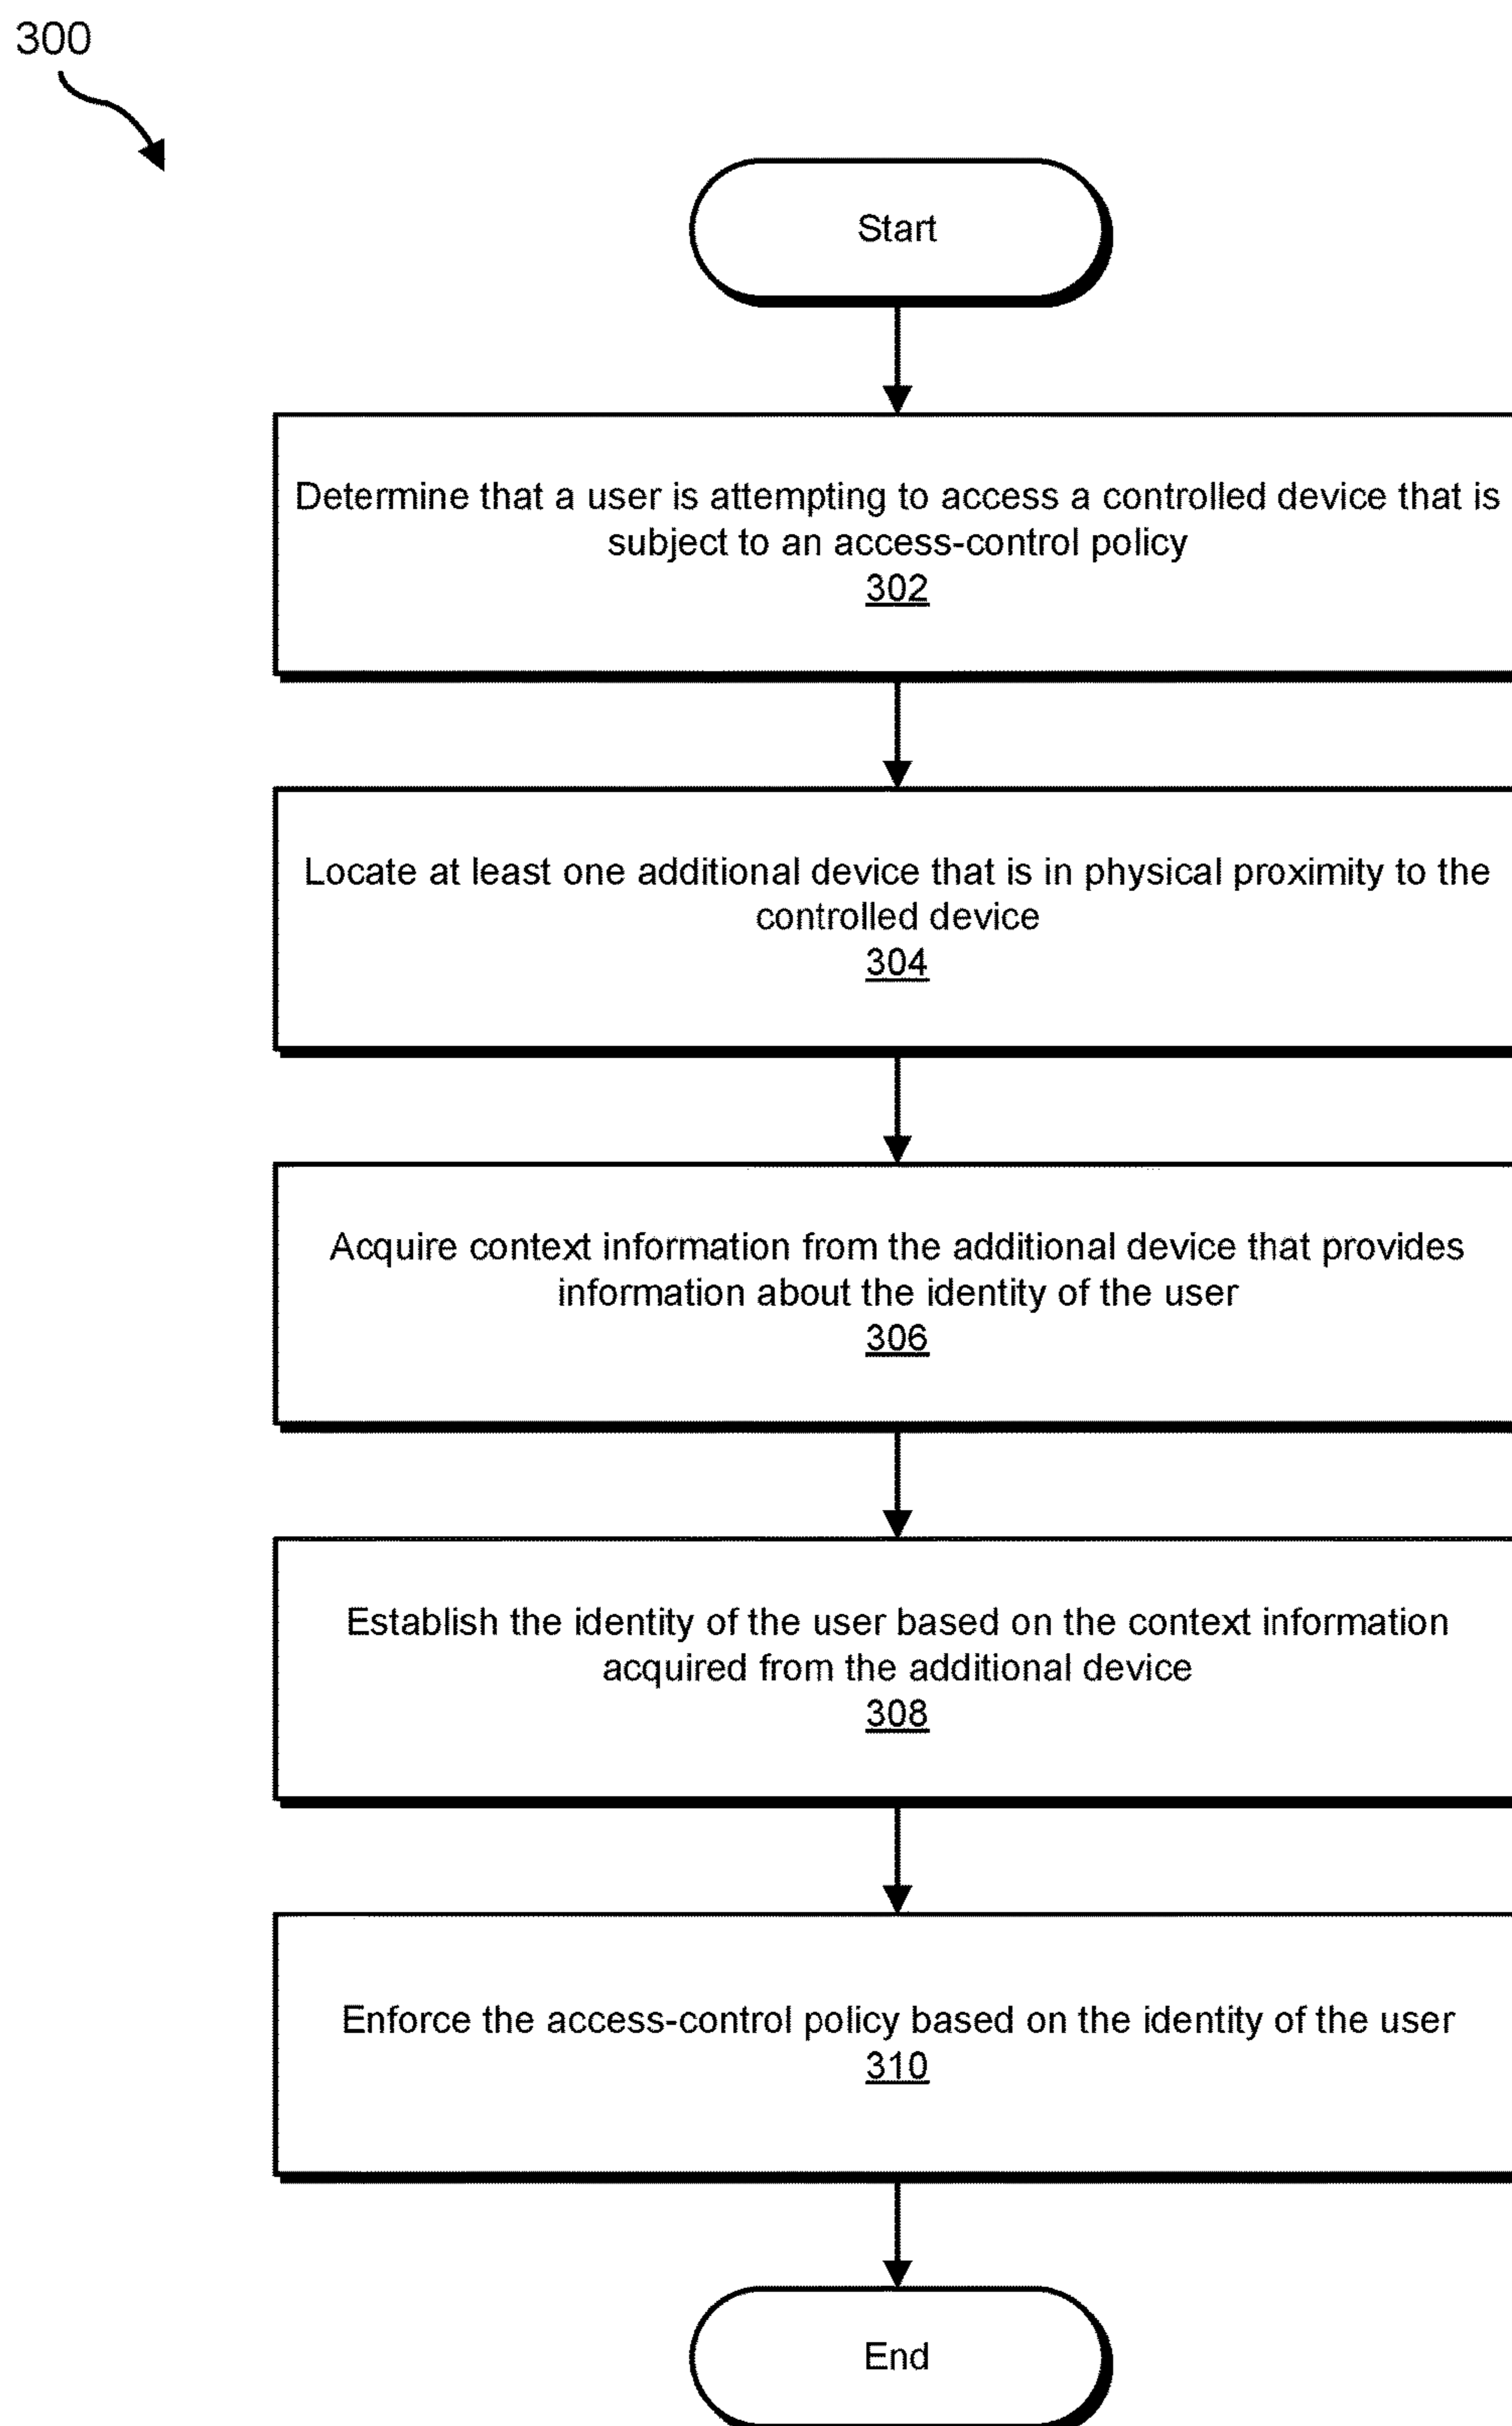 300
Start
Determine that a user is attempting to access a controlled device that is
subject to an access-control policy
302
Locate at least one additional device that is in physical proximity to the
controlled device
304
Acquire context information from the additional device that provides
information about the identity of the user
306
Establish the identity of the user based on the context information
acquired from the additional device
308
Enforce the access-control policy based on the identity of the user
310
End